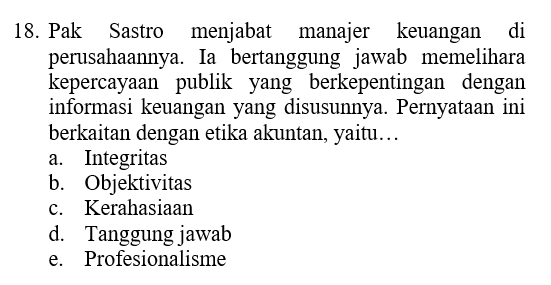 18. Pak Sastro menjabat manajer keuangan di
perusahaannya. Ia bertanggung jawab memelihara
kepercayaan publik yang berkepentingan dengan
informasi keuangan yang disusunnya. Pernyataan ini
berkaitan dengan etika akuntan, yaitu…
a. Integritas
b. Objektivitas
c. Kerahasiaan
d. Tanggung jawab
e. Profesionalisme